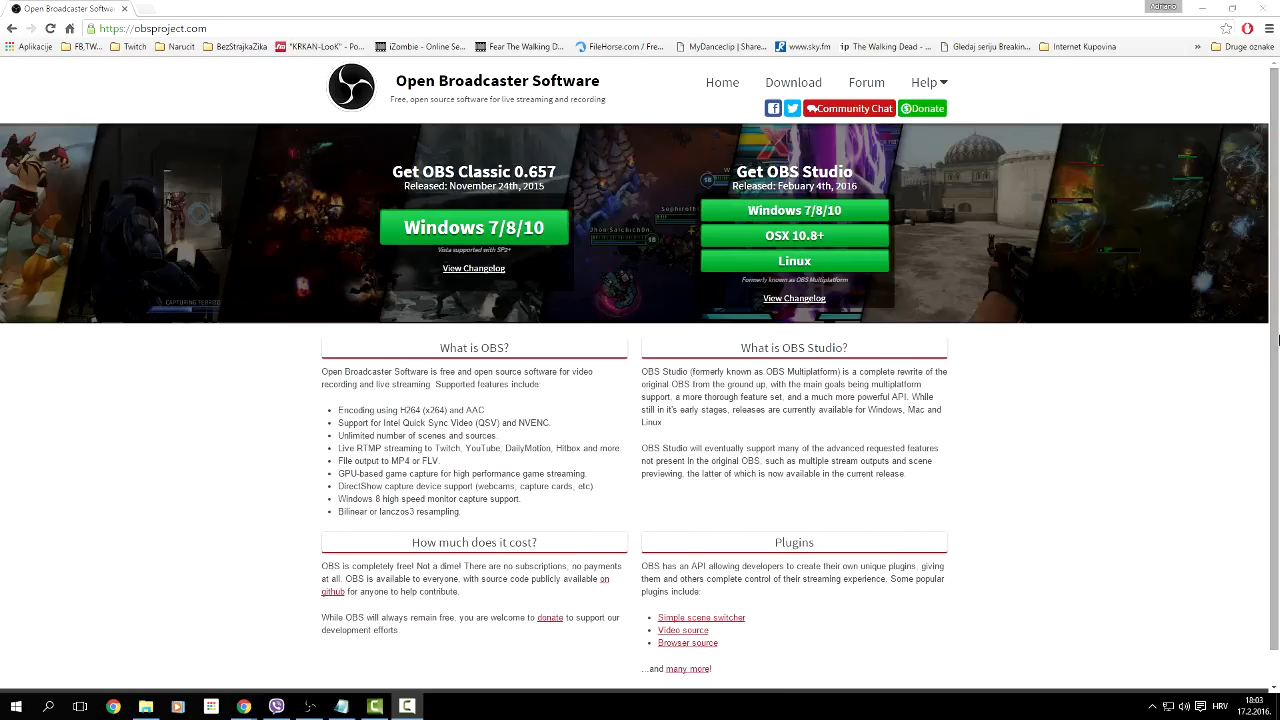 Open Broadcaster Softwa
Adriano
https://obsproject.com
Aplikacije
FB,TW...
Twitch
Narucit
BezStrajkaZika
"KRKAN-LooK" - Po...
iZombie - Online Se...
Fear The Walking D...
FileHorse.com / Fre...
MyDanceclip | Share...
www.sky.fm
The Walking Dead -...
Gledaj seriju Breakin...
Internet Kupovina
»
Druge oznake
Open Broadcaster Software
Free, open source software for live streaming and recording
Home
Download
Forum
Help
Community Chat
Donate
Get OBS Classic 0.657
Released: November 24th, 2015
Windows 7/8/10
Vista supported with SP2+
View Changelog
Get OBS Studio
Released: Febuary 4th, 2016
Windows 7/8/10
OSX 10.8+
Linux
Formerly known as OBS Multiplatform
View Changelog
CAPTURING TERRITO
What is OBS?
Open Broadcaster Software is free and open source software for video
recording and live streaming. Supported features include:
• Encoding using H264 (x264) and AAC.
• Support for Intel Quick Sync Video (QSV) and NVENC.
• Unlimited number of scenes and sources.
• Live RTMP streaming to Twitch, YouTube, DailyMotion, Hitbox and more
• File output to MP4 or FLV.
• GPU-based game capture for high performance game streaming.
• DirectShow capture device support (webcams, capture cards, etc)
• Windows 8 high speed monitor capture support.
• Bilinear or lanczos3 resampling.
What is OBS Studio?
OBS Studio (formerly known as OBS Multiplatform) is a complete rewrite of the
original OBS from the ground up, with the main goals being multiplatform
support, a more thorough feature set, and a much more powerful API. While
still in it's early stages, releases are currently available for Windows, Mac and
Linux
OBS Studio will eventually support many of the advanced requested features
not present in the original OBS, such as multiple stream outputs and scene
previewing, the latter of which is now available in the current release.
How much does it cost?
OBS is completely free! Not a dime! There are no subscriptions, no payments
at all. OBS is available to everyone, with source code publicly available on
github for anyone to help contribute.
While OBS will always remain free, you are welcome to donate to support our
development efforts.
Plugins
OBS has an API allowing developers to create their own unique plugins, giving
them and others complete control of their streaming experience. Some popular
plugins include:
• Simple scene switcher
• Video source
• Browser source
...and many more!
HRV
18:03
17.2.2016.